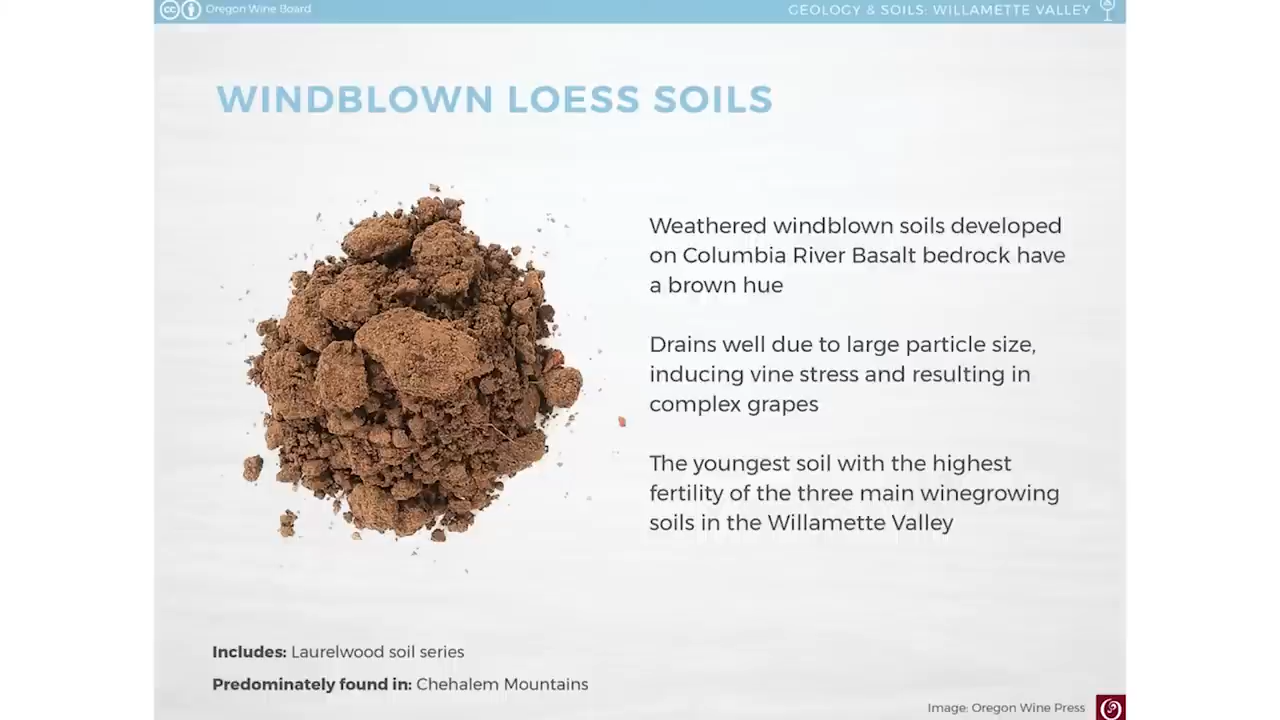 Oregon Wine Board
GEOLOGY & SOILS: WILLAMETTE VALLEY
WINDBLOWN LOESS SOILS
Weathered windblown soils developed
on Columbia River Basalt bedrock have
a brown hue
Drains well due to large particle size,
inducing vine stress and resulting in
complex grapes
The youngest soil with the highest
fertility of the three main winegrowing
soils in the Willamette Valley
Includes: Laurelwood soil series
Predominately found in: Chehalem Mountains
Image: Oregon Wine Press